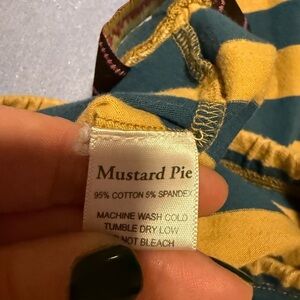 Mustard Pie
95% COTTON 5% SPANDEX
MACHINE WASH COLD
TUMBLE DRY LOW
NOT BLEACH